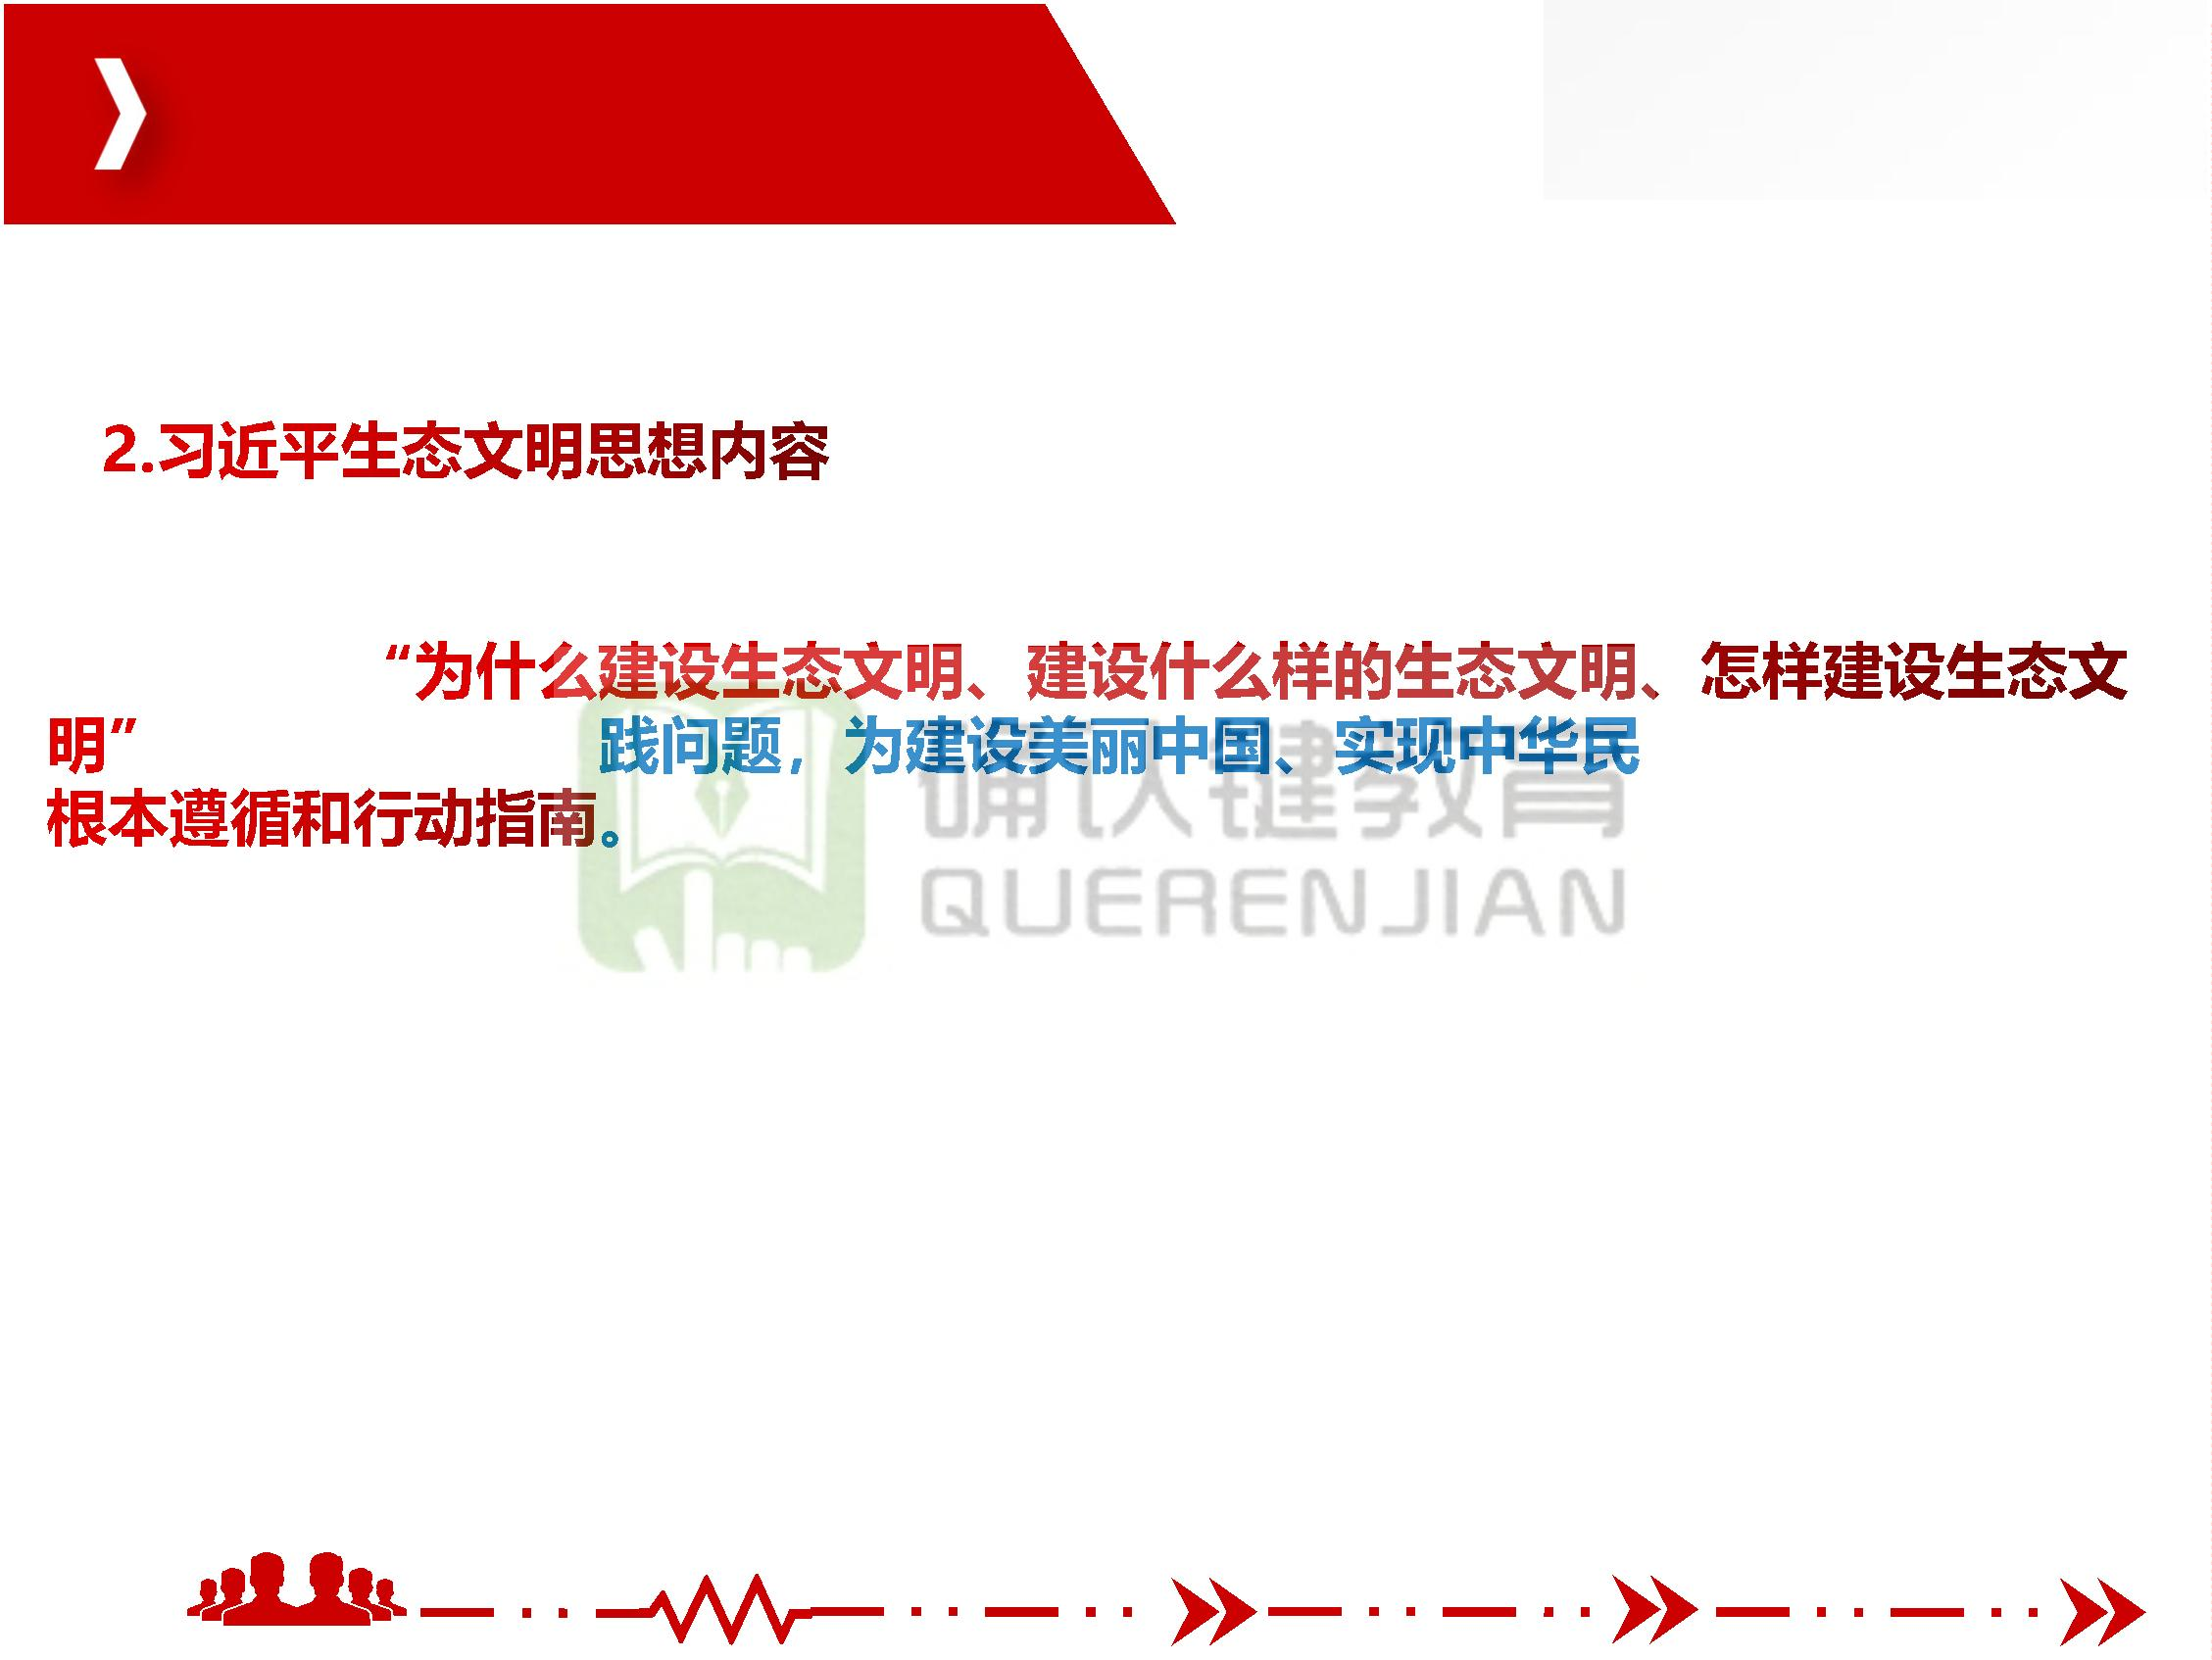 2.习近平生态文明思想内容
“为什么建设生态文明、建设什么样的生态文明、怎样建设生态文
明” 践问题，为建设美丽中国、实现中华民
根本遵循和行动指南。
确认键教育
QUERENJIAN